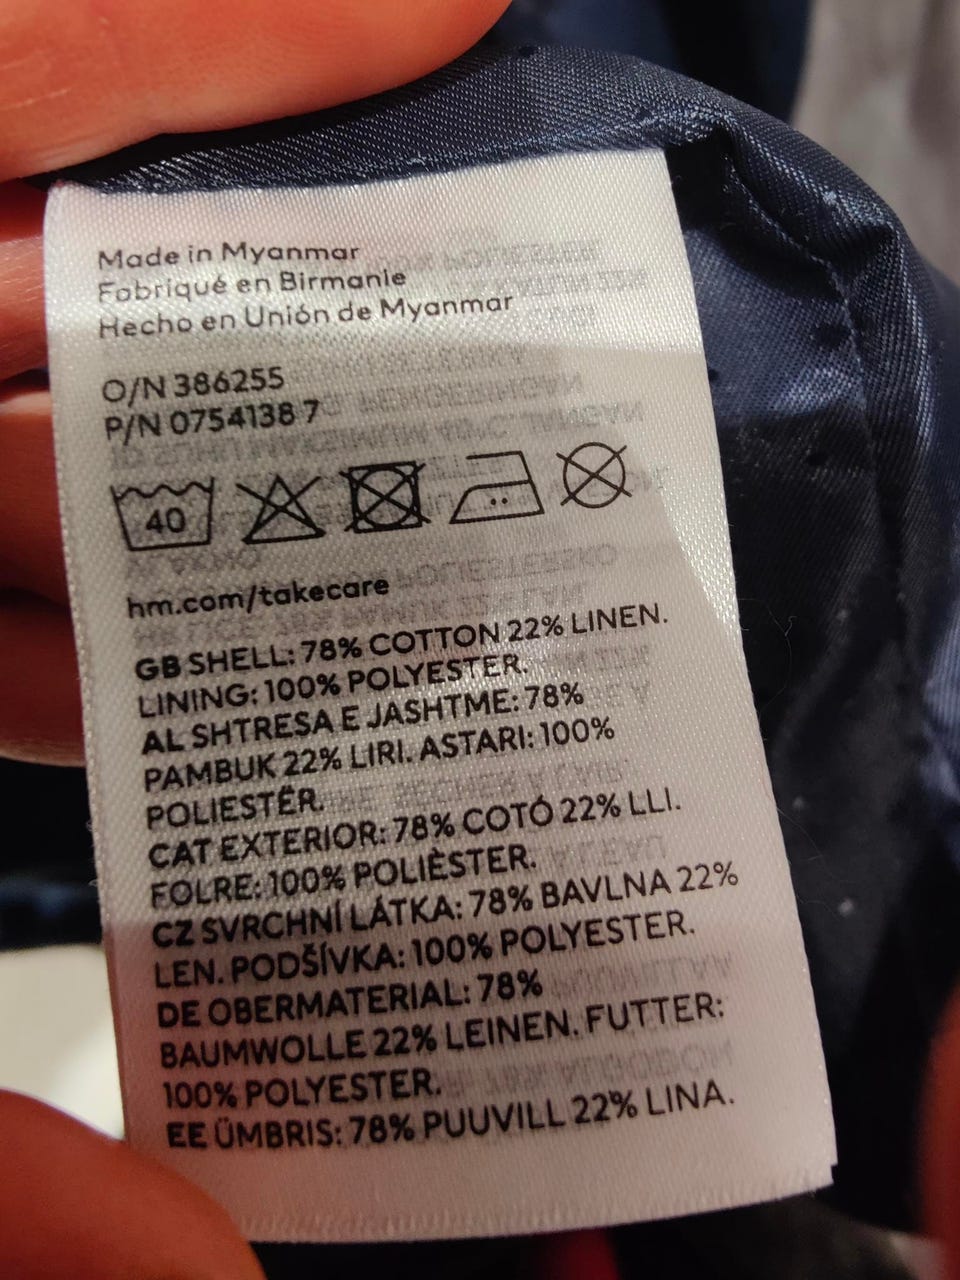 Made in Myanmar
Fabriqué en Birmanie
Hecho en Unión de Myanmar
O/N 386255
P/N 0754138 7
40
hm.com/takecare
GB SHELL: 78% COTTON 22% LINEN.
LINING: 100% POLYESTER.
AL SHTRESA E JASHTME: 78%
PAMBUK 22% LIRI. ASTARI: 100%
POLIESTËR.
CAT EXTERIOR: 78% COTÓ 22% LLI.
FOLRE: 100% POLIÈSTER.
CZ SVRCHNÍ LÁTKA: 78% BAVLNA 22%
LEN. PODŠÍVKA: 100% POLYESTER.
DE OBERMATERIAL: 78%
BAUMWOLLE 22% LEINEN. FUTTER:
100% POLYESTER.
EE ÜMBRIS: 78% PUUVILL 22% LINA.